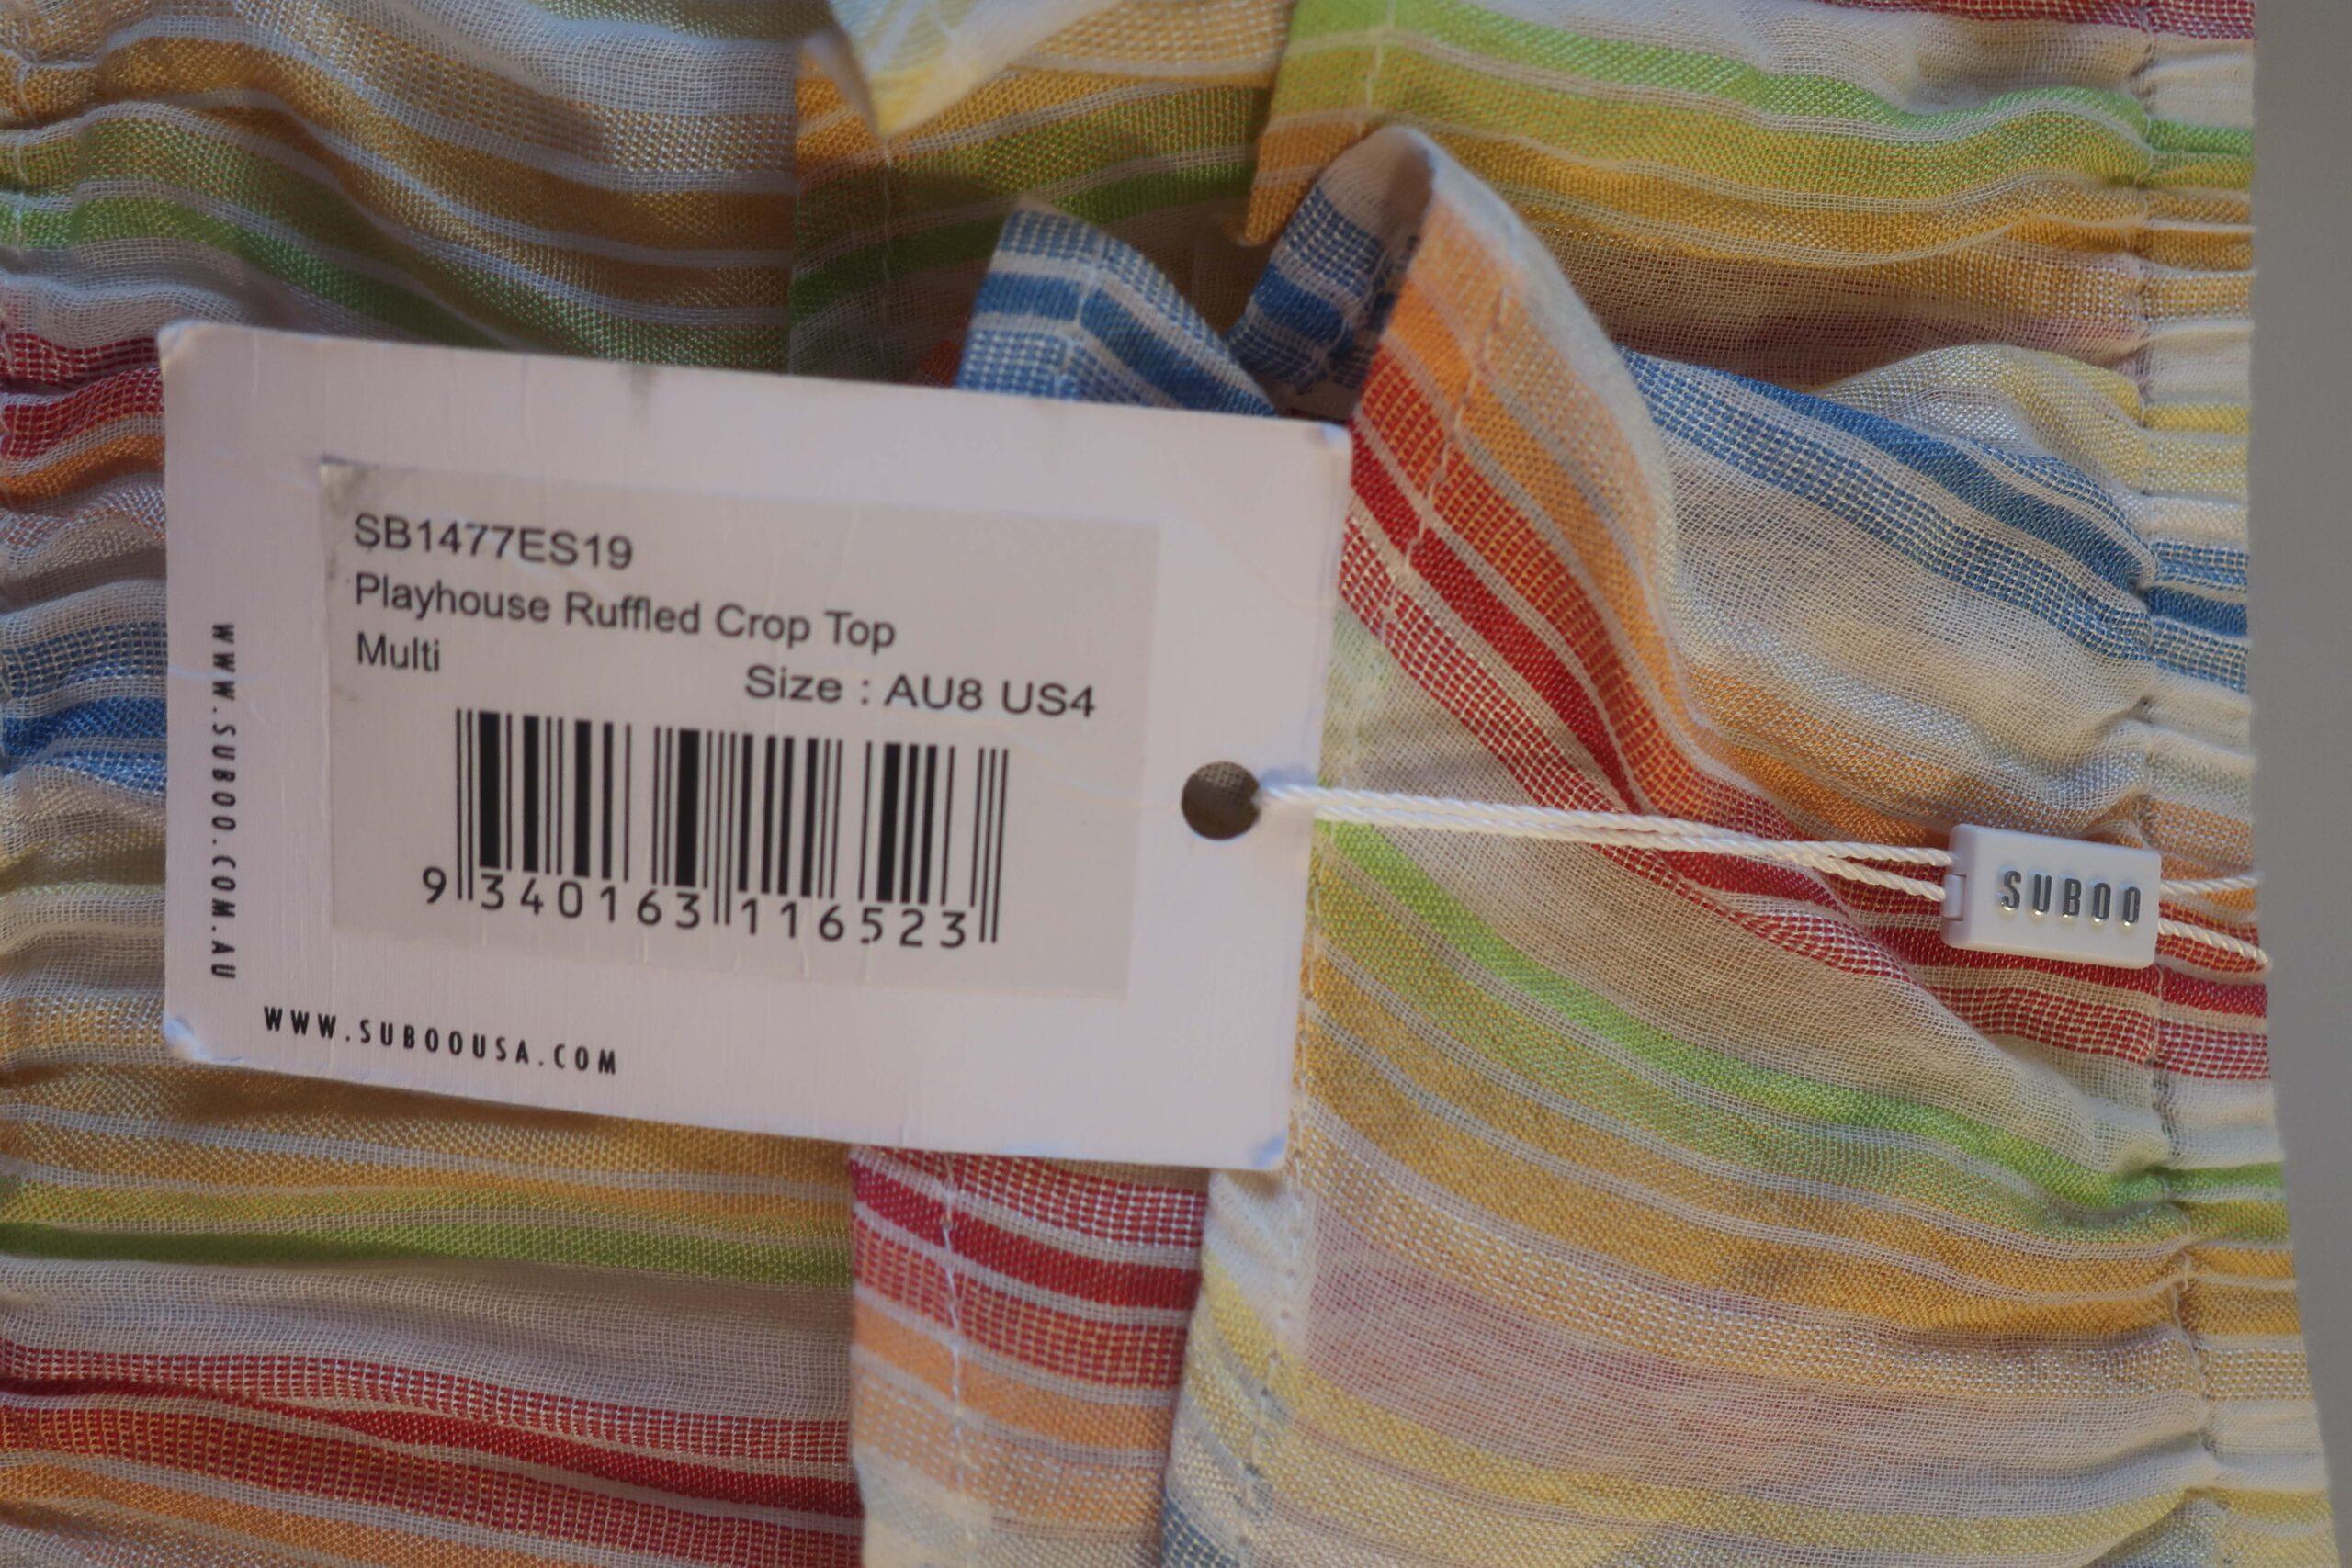 SB1477ES19
Playhouse Ruffled Crop Top
Multi
Size : AU8 US4
9 340163 116523
WWW.SUBOO.COM.AU
WWW.SUBOOUSA.COM
SUBOO